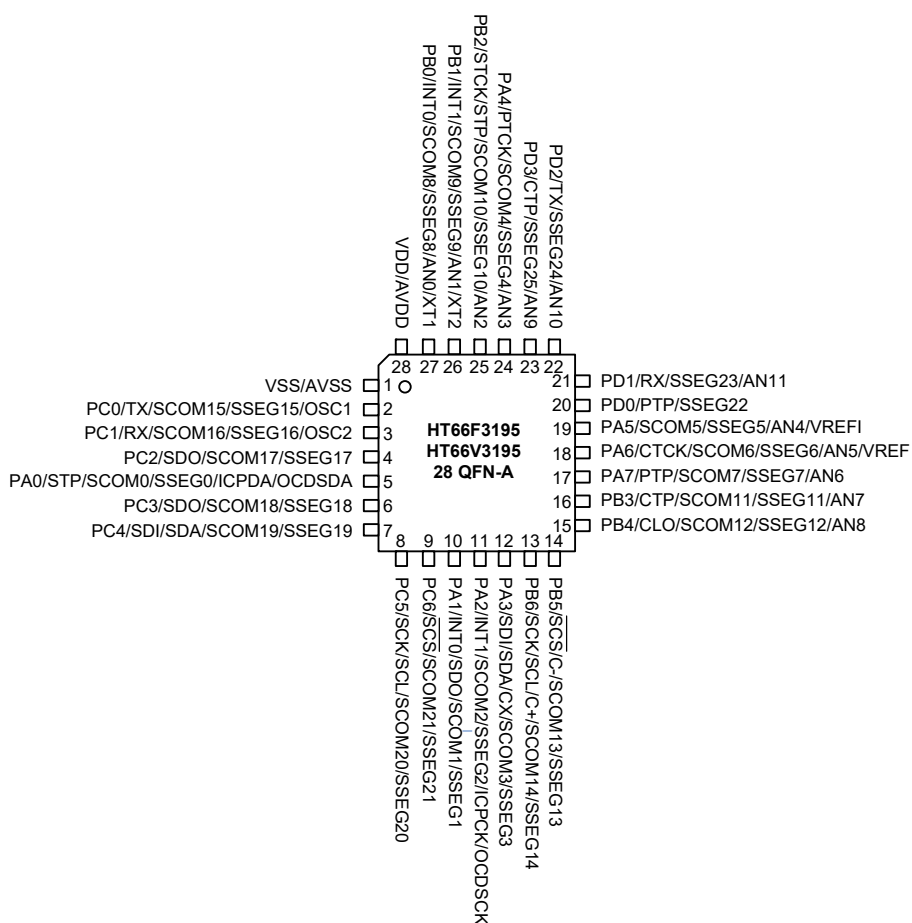 PB0/INT0/SCOM8/SSEG8/AN0/XT1
PB1/INT1/SCOM9/SSEG9/AN1/XT2
PB2/STCK/STP/SCOM10/SSEG10/AN2
PA4/PTCK/SCOM4/SSEG4/AN3
PD3/CTP/SSEG25/AN9
PD2/TX/SSEG24/AN10
VDD/AVDD
28 27 26 25 24 23 22
VSS/AVSS 1
PC0/TX/SCOM15/SSEG15/OSC1 2
PC1/RX/SCOM16/SSEG16/OSC2 3
PC2/SDO/SCOM17/SSEG17 4
PA0/STP/SCOM0/SSEG0/ICPDA/OCDSDA 5
PC3/SDO/SCOM18/SSEG18 6
PC4/SDI/SDA/SCOM19/SSEG19 7
HT66F3195
HT66V3195
28 QFN-A
21 PD1/RX/SSEG23/AN11
20 PD0/PTP/SSEG22
19 PA5/SCOM5/SSEG5/AN4/VREFI
18 PA6/CTCK/SCOM6/SSEG6/AN5/VREF
17 PA7/PTP/SCOM7/SSEG7/AN6
16 PB3/CTP/SCOM11/SSEG11/AN7
15 PB4/CLO/SCOM12/SSEG12/AN8
8 9 10 11 12 13 14
PC5/SCK/SCL/SCOM20/SSEG20
PC6/SCS/SCOM21/SSEG21
PA1/INT0/SDO/SCOM1/SSEG1
PA2/INT1/SCOM2/SSEG2/ICPCK/OCDSCK
PA3/SDI/SDA/CX/SCOM3/SSEG3
PB6/SCK/SCL/C+/SCOM14/SSEG14
PB5/SCS/C-/SCOM13/SSEG13